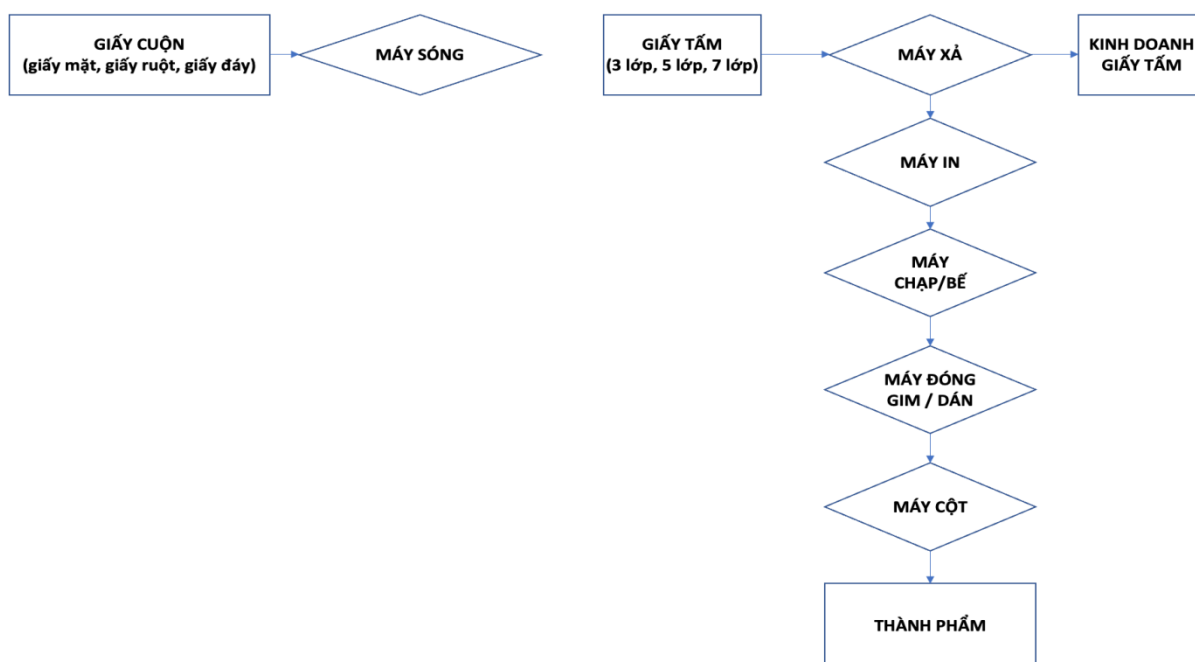 GIẤY CUỘN
(giấy mặt, giấy ruột, giấy đáy)
MÁY SÓNG
GIẤY TẤM
(3 lớp, 5 lớp, 7 lớp)
MÁY XẢ
KINH DOANH
GIẤY TẤM
MÁY IN
MÁY
CHẠP/BẾ
MÁY ĐÓNG
GIM / DÁN
MÁY CỘT
THÀNH PHẨM